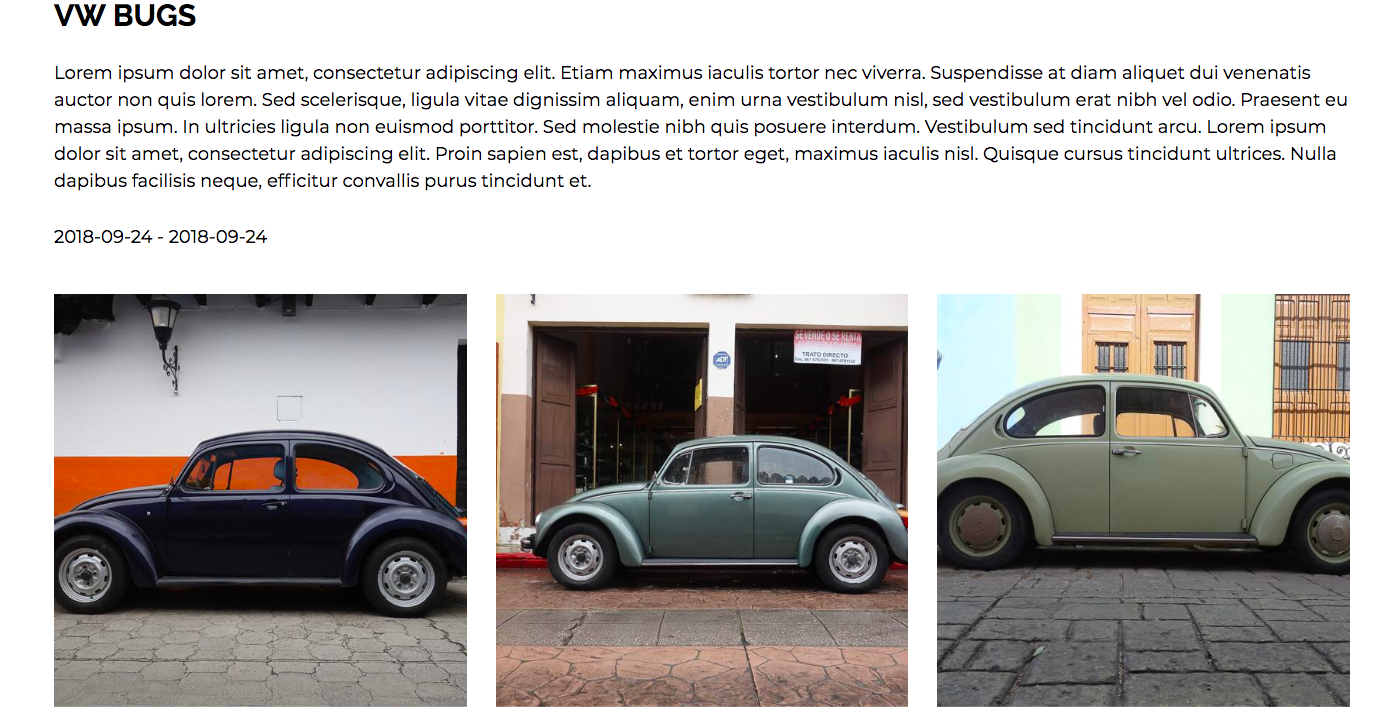 VW BUGS
Lorem ipsum dolor sit amet, consectetur adipiscing elit. Etiam maximus iaculis tortor nec viverra. Suspendisse at diam aliquet dui venenatis
auctor non quis lorem. Sed scelerisque, ligula vitae dignissim aliquam, enim urna vestibulum nisl, sed vestibulum erat nibh vel odio. Praesent eu
massa ipsum. In ultricies ligula non euismod porttitor. Sed molestie nibh quis posuere interdum. Vestibulum sed tincidunt arcu. Lorem ipsum
dolor sit amet, consectetur adipiscing elit. Proin sapien est, dapibus et tortor eget, maximus iaculis nisl. Quisque cursus tincidunt ultrices. Nulla
dapibus facilisis neque, efficitur convallis purus tincidunt et.
2018-09-24 - 2018-09-24
SE VENDE O SE RENTA
ADT
TRATO DIRECTO